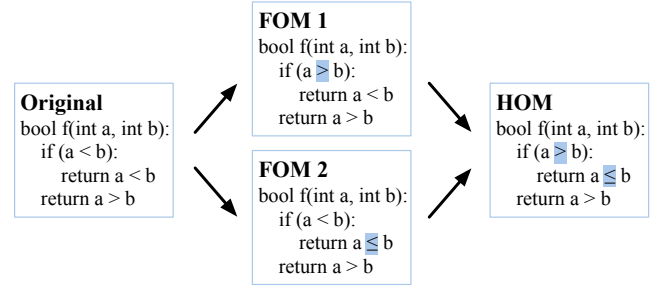 Original
bool f(int a, int b):
if (a < b):
return a < b
return a > b
FOM 1
bool f(int a, int b):
if (a > b):
return a < b
return a > b
FOM 2
bool f(int a, int b):
if (a < b):
return a ≤ b
return a > b
HOM
bool f(int a, int b):
if (a > b):
return a ≤ b
return a > b